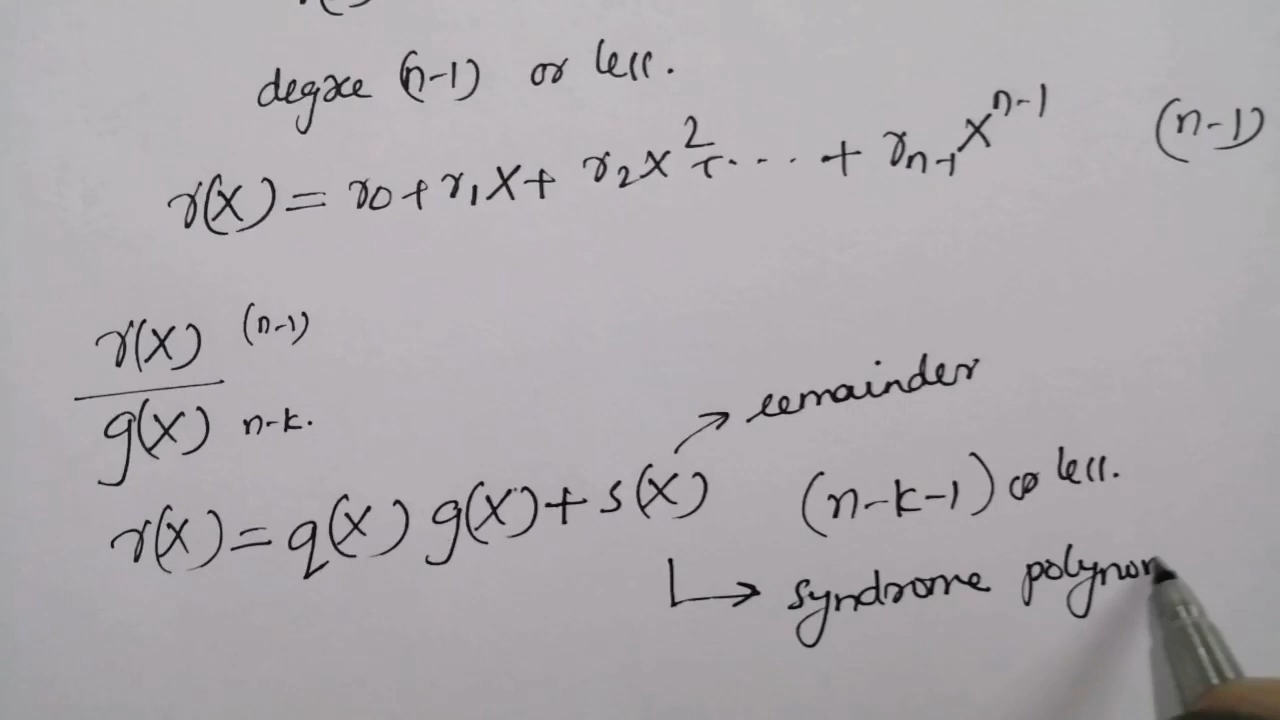 degree (n-1) or less.
r(X) = r0 + r1X + r2X^2 + ... + rn-1X^n-1 (n-1)
r(X) (n-1)
g(X) n-k.
→ remainder
r(X) = q(X) g(X) + s(X) (n-k-1) or less.
↳ syndrome polynom